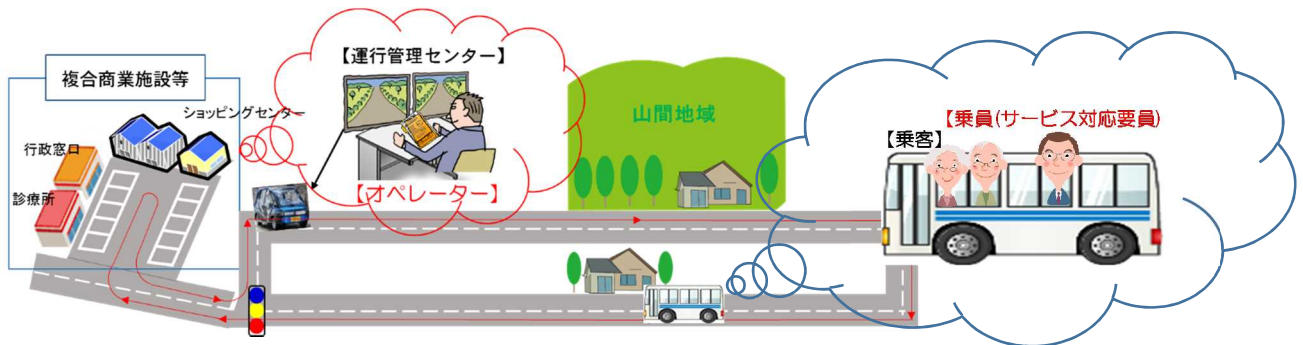 複合商業施設等
ショッピングセンター
行政窓口
診療所
【運行管理センター】
【オペレーター】
山間地域
【乗員(サービス対応要員)
【乗客】